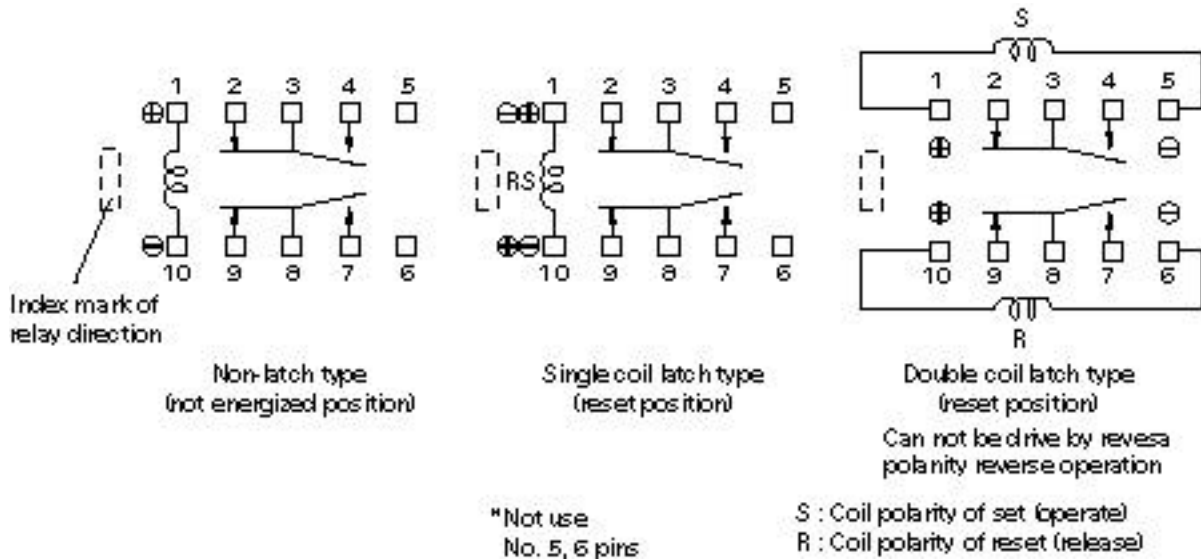 S
1 2 3 4 5
1 2 3 4 5
1 2 3 4 5
⊕
⊖⊕
⊕ ⊖
RS
⊖
⊕⊖
⊕ ⊖
10 9 8 7 6
10 9 8 7 6
10 9 8 7 6
R
Index mark of
relay direction
Non-latch type
(not energized position)
Single coil latch type
(reset position)
Double coil latch type
(reset position)
Can not be drive by revesa
polanity reverse operation
*Not use
No. 5, 6 pins
S : Coil polarity of set (operate)
R : Coil polarity of reset (release)